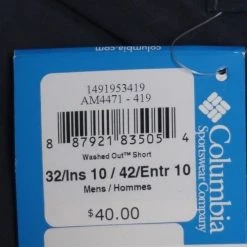 columbia.com
1491953419
AM4471 - 419
8 87921 83505 4
Washed Out™ Short
32/Ins 10 / 42/Entr 10
Mens / Hommes
$40.00
Columbia
Sportswear Company